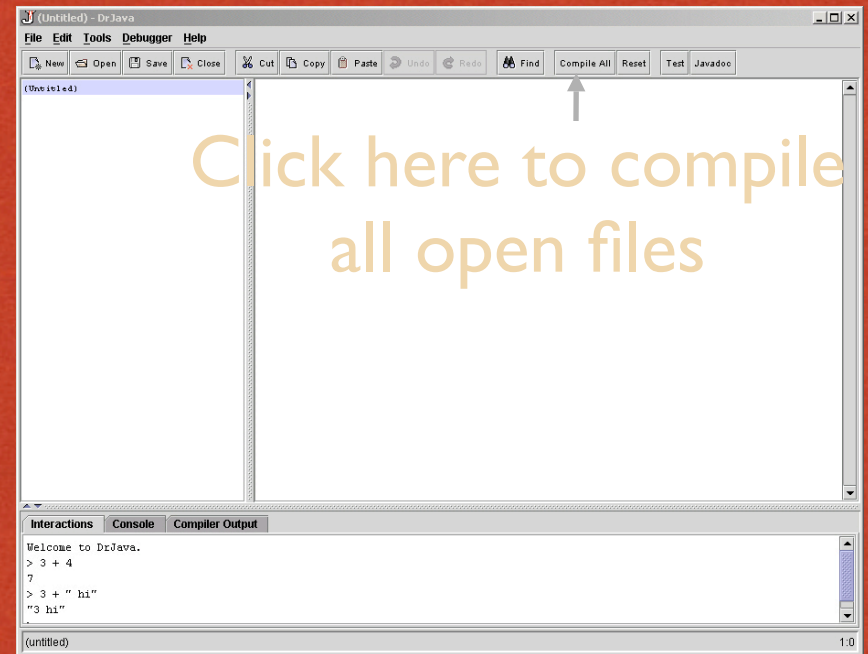 (Untitled) - DrJava
File Edit Tools Debugger Help
New Open Save Close Cut Copy Paste Undo Redo Find Compile All Reset Test Javadoc
(Untitled)
Click here to compile
all open files
Interactions Console Compiler Output
Welcome to DrJava.
> 3 + 4
7
> 3 + " hi"
"3 hi"
(untitled) 1:0